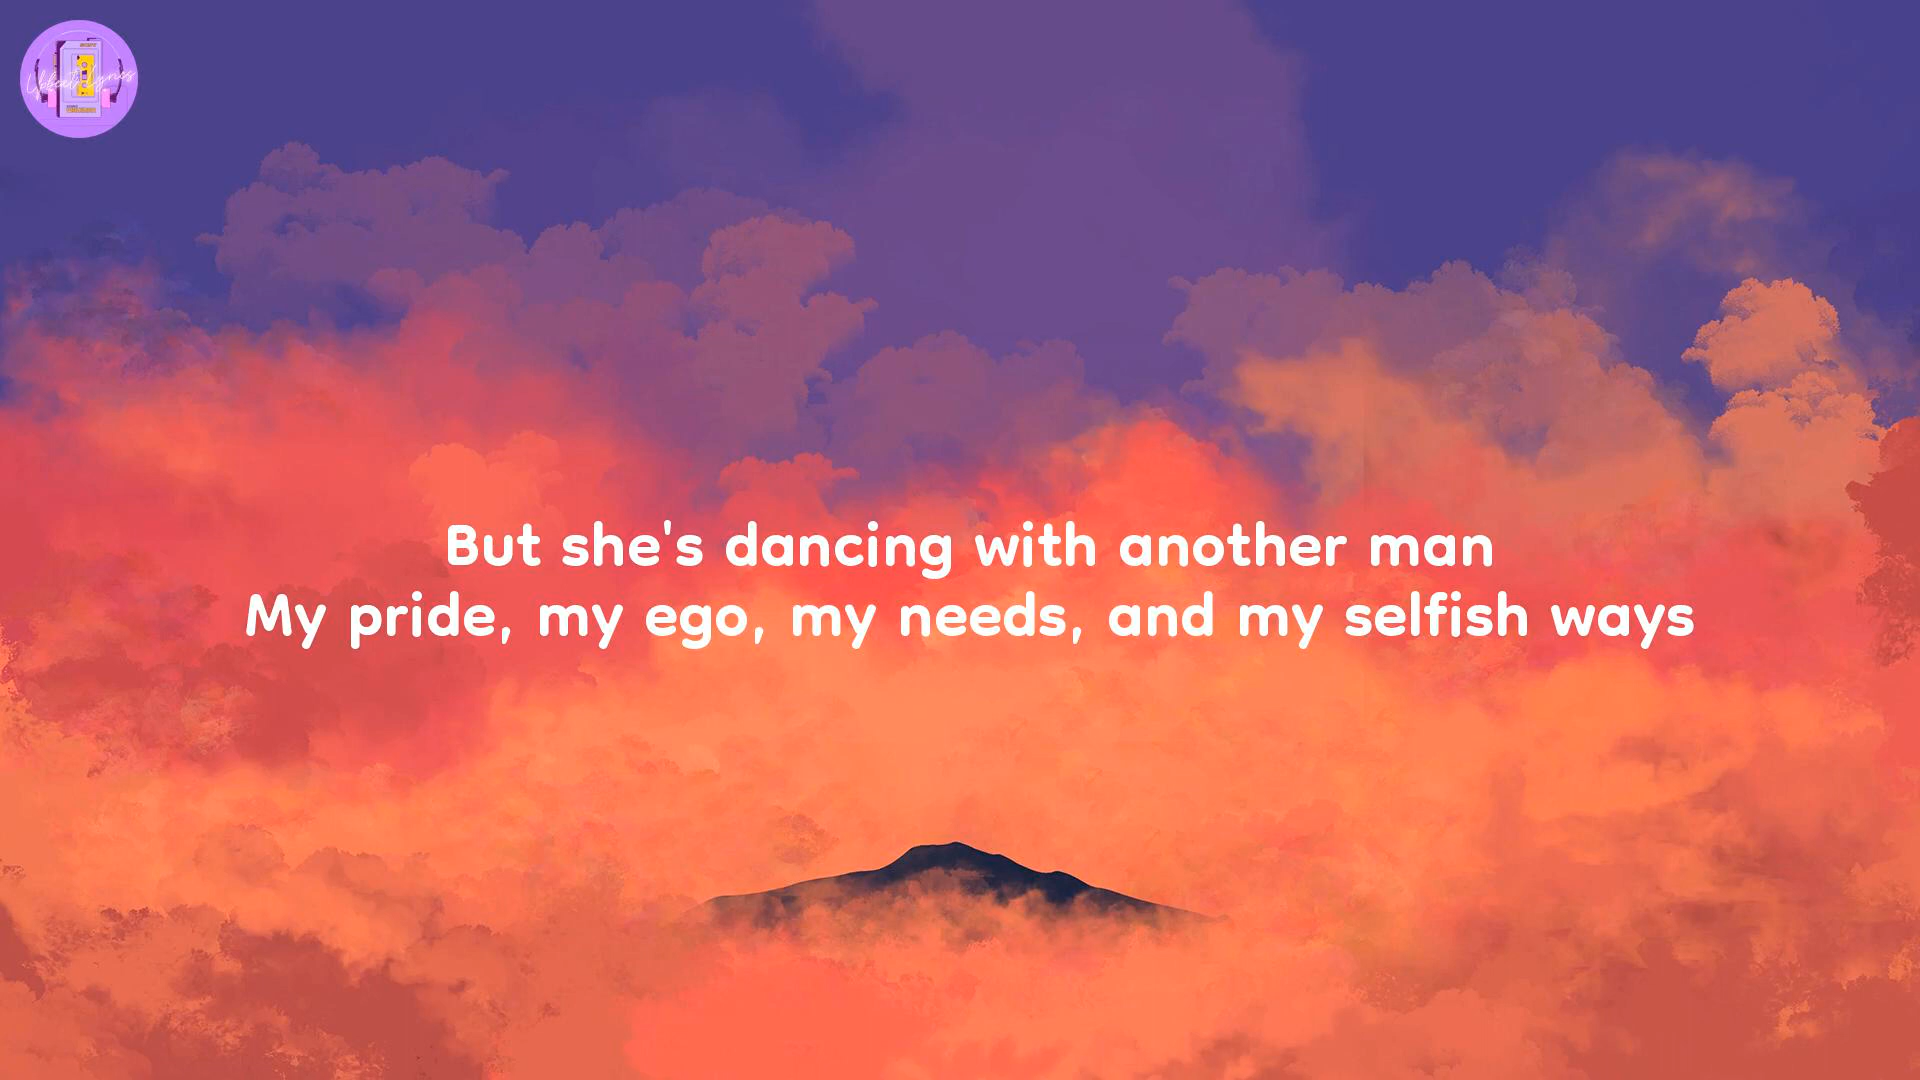 But she's dancing with another man
My pride, my ego, my needs, and my selfish ways